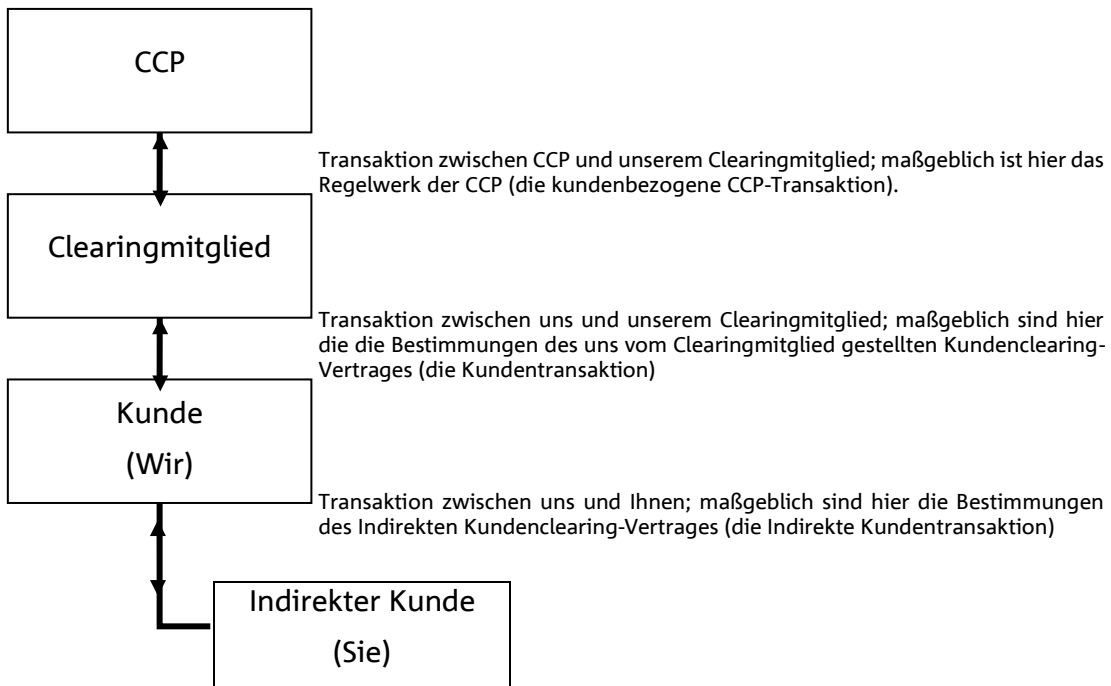 CCP
Transaktion zwischen CCP und unserem Clearingmitglied; maßgeblich ist hier das
Regelwerk der CCP (die kundenbezogene CCP-Transaktion).
Clearingmitglied
Transaktion zwischen uns und unserem Clearingmitglied; maßgeblich sind hier
die die Bestimmungen des uns vom Clearingmitglied gestellten Kundenclearing-
Vertrages (die Kundentransaktion)
Kunde
(Wir)
Transaktion zwischen uns und Ihnen; maßgeblich sind hier die Bestimmungen
des Indirekten Kundenclearing-Vertrages (die Indirekte Kundentransaktion)
Indirekter Kunde
(Sie)